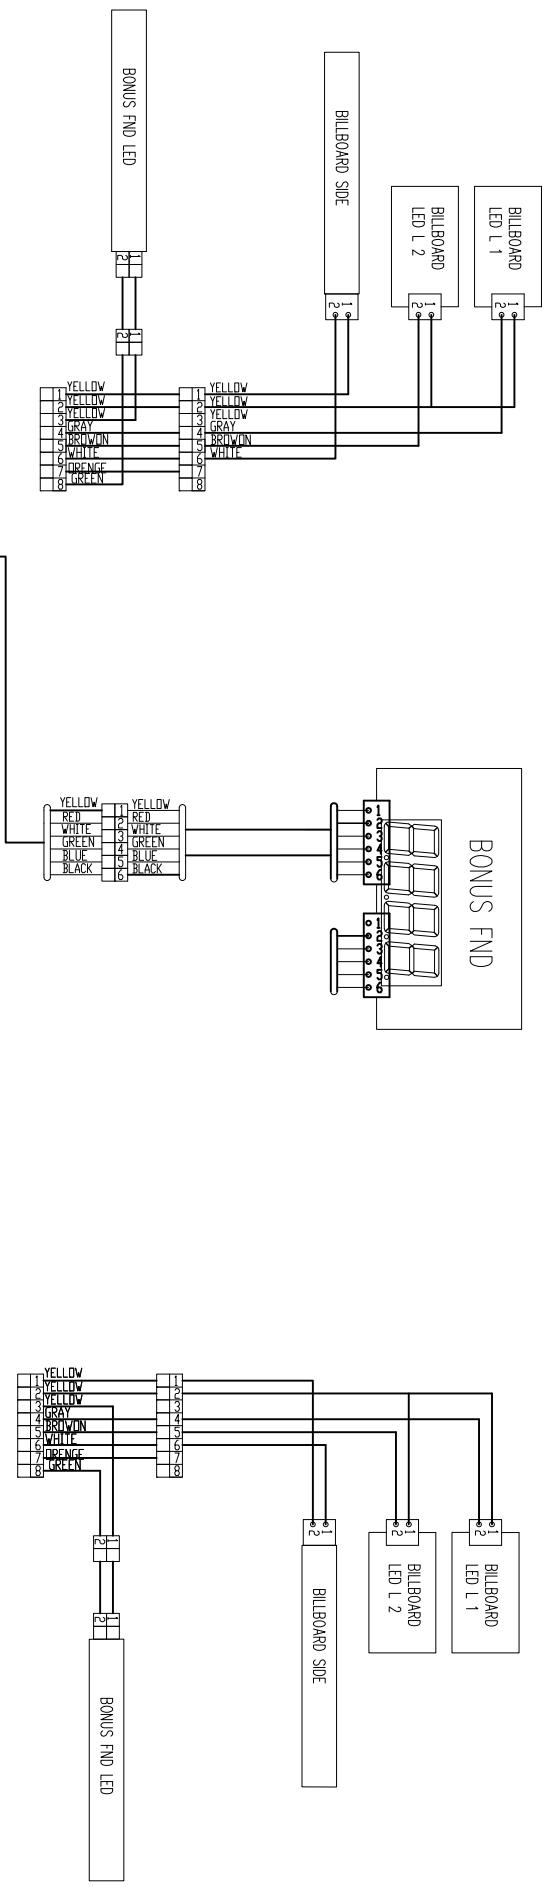 BONUS FND LED
1
2
1
2
BILLBOARD SIDE
1
2
BILLBOARD
LED L 2
1
2
BILLBOARD
LED L 1
1
2
1 YELLOW
2 YELLOW
3 YELLOW
4 GRAY
5 BROWON
6 WHITE
7 ORENGE
8 GREEN
1 YELLOW
2 YELLOW
3 YELLOW
4 GRAY
5 BROWON
6 WHITE
7
8
YELLOW 1 YELLOW
RED 2 RED
WHITE 3 WHITE
GREEN 4 GREEN
BLUE 5 BLUE
BLACK 6 BLACK
BONUS FND
1
2
3
4
5
6
1
2
3
4
5
6
1 YELLOW
2 YELLOW
3 YELLOW
4 GRAY
5 BROWON
6 WHITE
7 ORENGE
8 GREEN
1
2
3
4
5
6
7
8
1
2
BILLBOARD SIDE
1
2
BILLBOARD
LED L 2
1
2
BILLBOARD
LED L 1
1
2
1
2
BONUS FND LED